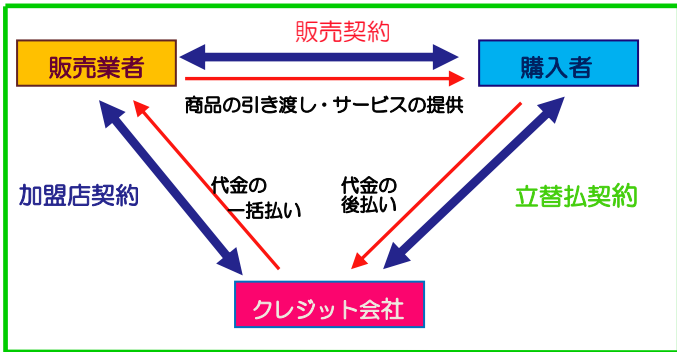 販売契約
販売業者
購入者
商品の引き渡し・サービスの提供
代金の
一括払い
代金の
後払い
加盟店契約
立替払契約
クレジット会社